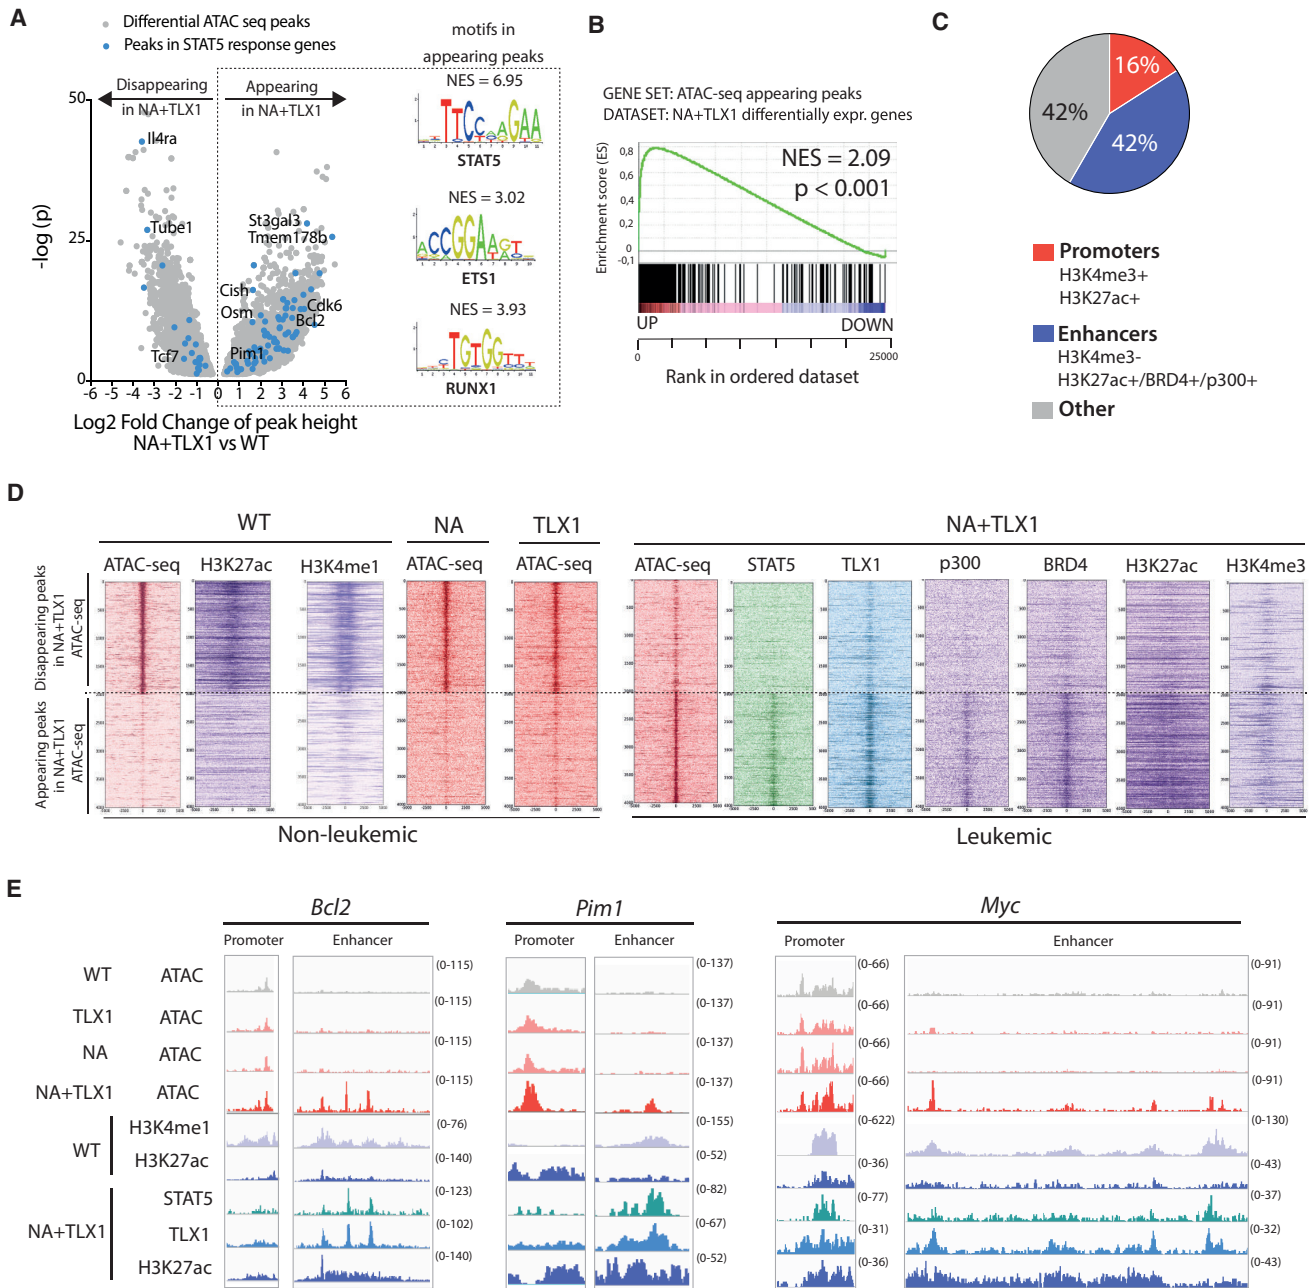 A
Differential ATAC seq peaks
Peaks in STAT5 response genes
motifs in
appearing peaks
Disappearing
in NA+TLX1
Appearing
in NA+TLX1
50
25
0
-log (p)
Il4ra
Tube1
St3gal3
Tmem178b
Cish
Osm
Cdk6
Bcl2
Pim1
Tcf7
-6 -5 -4 -3 -2 -1 0 1 2 3 4 5 6
Log2 Fold Change of peak height
NA+TLX1 vs WT
NES = 6.95
STAT5
NES = 3.02
ETS1
NES = 3.93
RUNX1
B
GENE SET: ATAC-seq appearing peaks
DATASET: NA+TLX1 differentially expr. genes
Enrichment score (ES)
0,8
0,6
0,4
0,2
0
-0,1
NES = 2.09
p < 0.001
UP DOWN
0 25000
Rank in ordered dataset
C
16%
42%
42%
Promoters
H3K4me3+
H3K27ac+
Enhancers
H3K4me3-
H3K27ac+/BRD4+/p300+
Other
D
WT NA TLX1 NA+TLX1
ATAC-seq H3K27ac H3K4me1 ATAC-seq ATAC-seq ATAC-seq STAT5 TLX1 p300 BRD4 H3K27ac H3K4me3
Disappearing peaks
in NA+TLX1
ATAC-seq
Appearing peaks
in NA+TLX1
ATAC-seq
Non-leukemic
Leukemic
E
Bcl2 Pim1 Myc
Promoter Enhancer Promoter Enhancer Promoter Enhancer
WT ATAC (0-115) (0-137) (0-66) (0-91)
TLX1 ATAC (0-115) (0-137) (0-66) (0-91)
NA ATAC (0-115) (0-137) (0-66) (0-91)
NA+TLX1 ATAC (0-115) (0-137) (0-66) (0-91)
WT
H3K4me1 (0-76) (0-155) (0-622) (0-130)
H3K27ac (0-140) (0-52) (0-36) (0-43)
NA+TLX1
STAT5 (0-123) (0-82) (0-77) (0-37)
TLX1 (0-102) (0-67) (0-31) (0-32)
H3K27ac (0-140) (0-52) (0-36) (0-43)